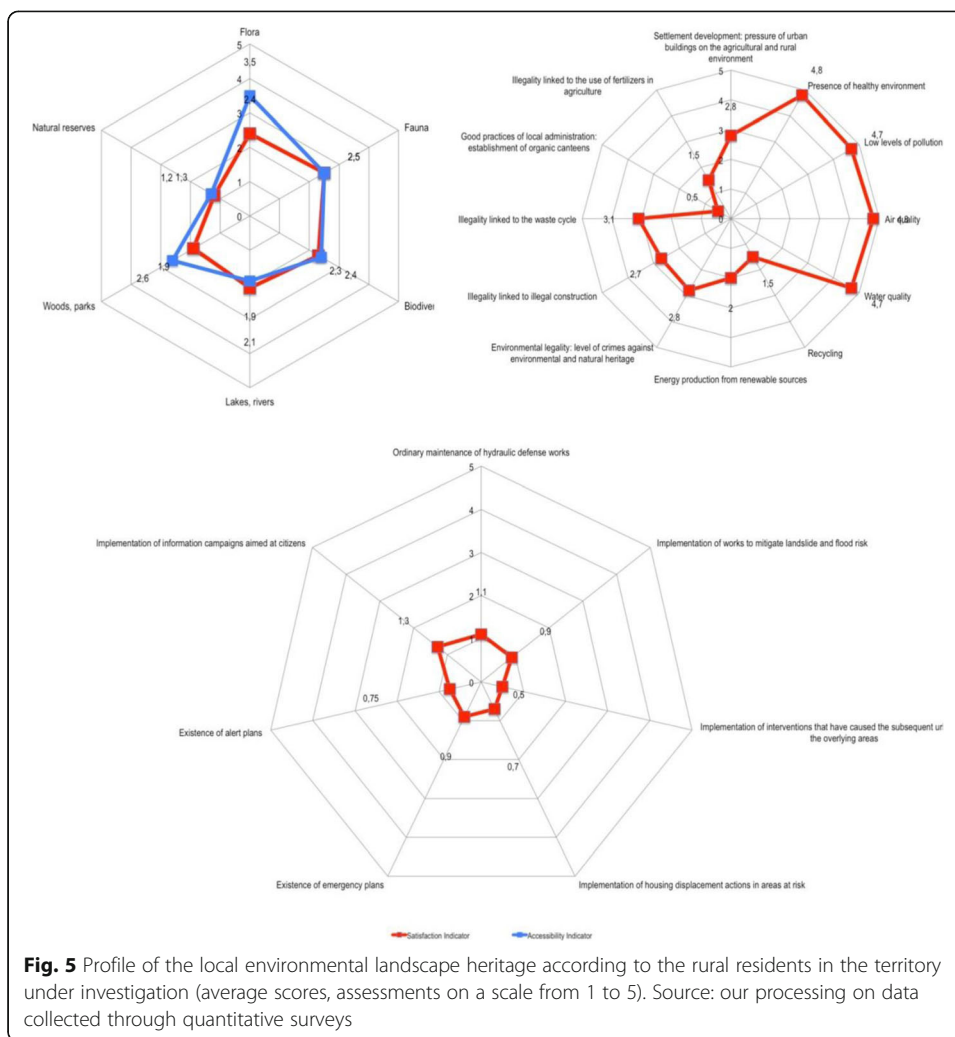 Flora
5
3,5
4
2,4
3
2
1
0
Natural reserves
Fauna
2,5
1,2 1,3
Woods, parks
2,6
1,9
2,3
2,4
Biodiver
1,9
2,1
Lakes, rivers
Settlement development: pressure of urban
buildings on the agricultural and rural
environment
5
4
2,8
3
2
1
0
4,8
Presence of healthy environment
4,7
Low levels of pollution
Air quality
4,8
Water quality
4,7
Recycling
1,5
Energy production from renewable sources
2
Environmental legality: level of crimes against
environmental and natural heritage
2,8
Illegality linked to illegal construction
2,7
Illegality linked to the waste cycle
3,1
Good practices of local administration:
establishment of organic canteens
0,5
Illegality linked to the use of fertilizers in
agriculture
1,5
Ordinary maintenance of hydraulic defense works
5
4
3
2
1,1
1
0
Implementation of information campaigns aimed at citizens
1,3
Implementation of works to mitigate landslide and flood risk
0,9
Existence of alert plans
0,75
Implementation of interventions that have caused the subsequent ur
the overlying areas
0,5
Existence of emergency plans
0,9
Implementation of housing displacement actions in areas at risk
0,7
Satisfaction Indicator
Accessibility Indicator
Fig. 5 Profile of the local environmental landscape heritage according to the rural residents in the territory
under investigation (average scores, assessments on a scale from 1 to 5). Source: our processing on data
collected through quantitative surveys